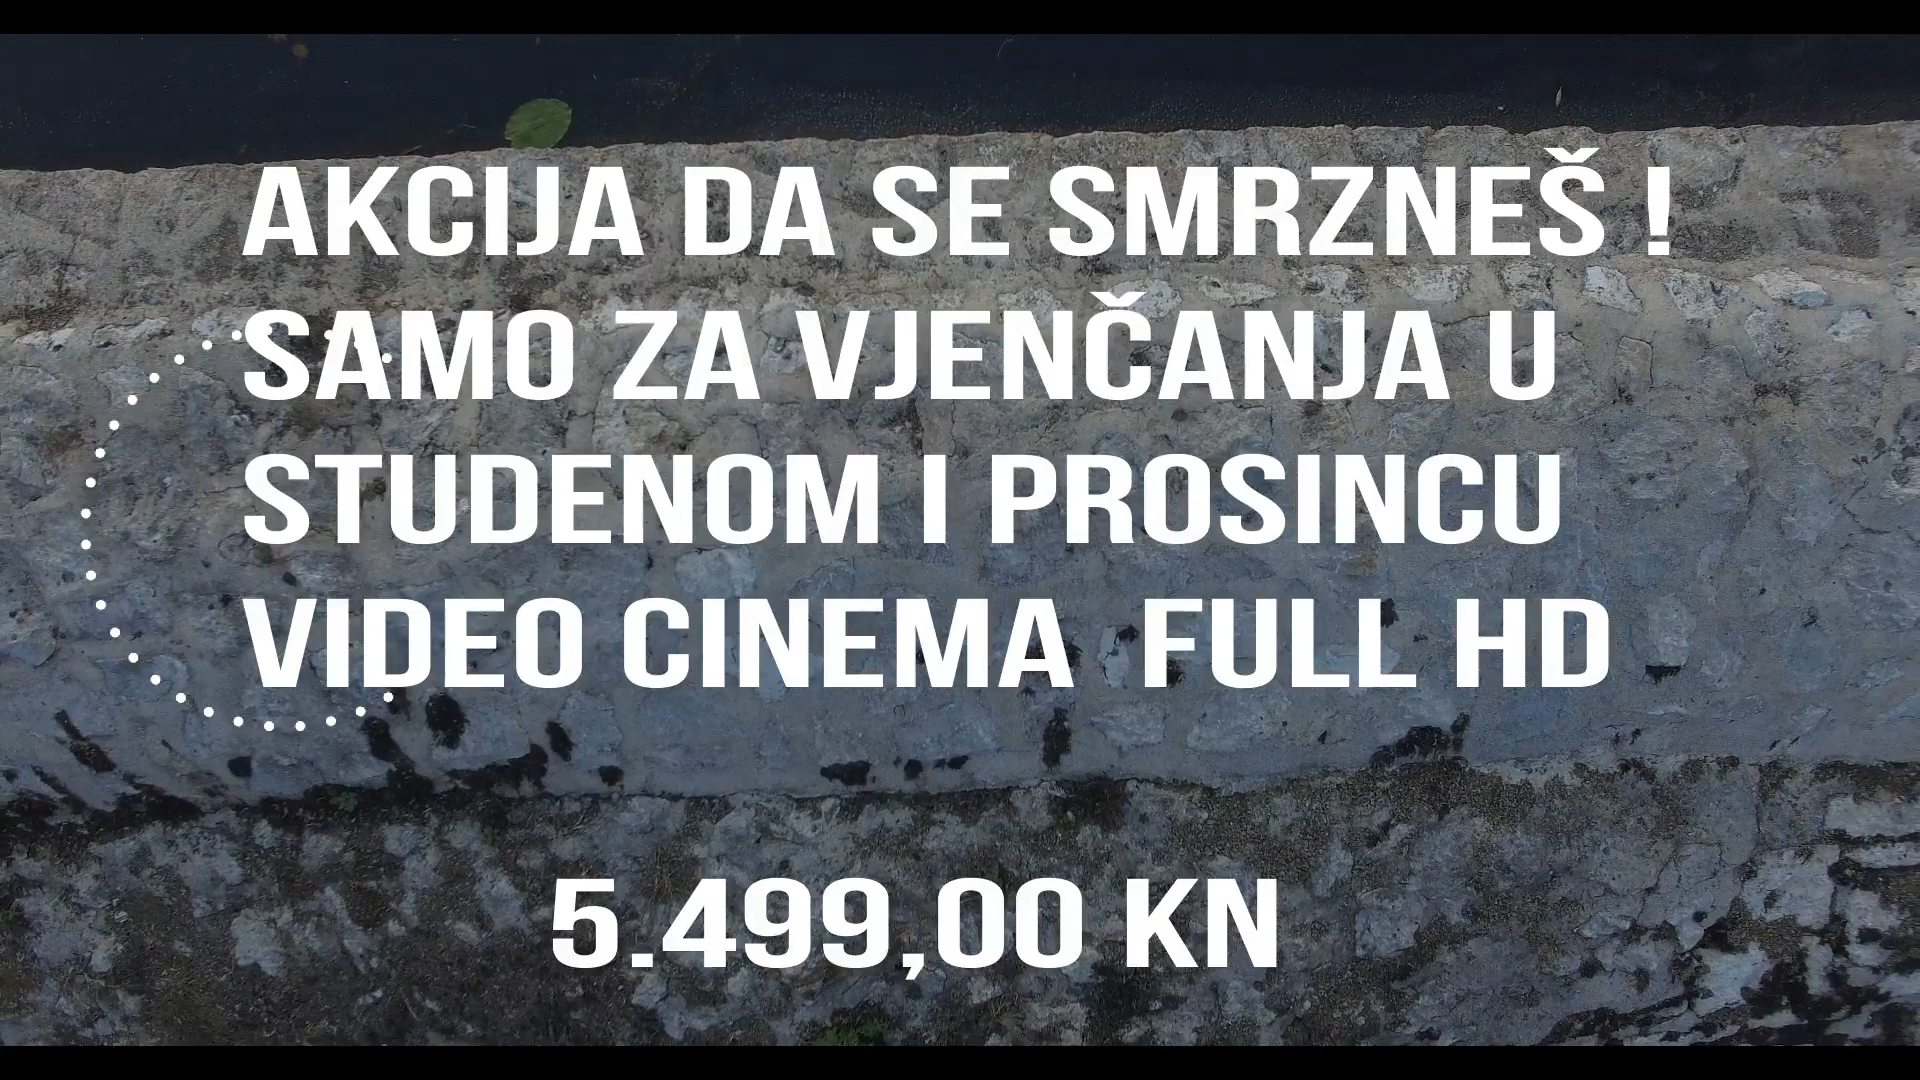 AKCIJA DA SE SMRZNEŠ !
SAMO ZA VJENČANJA U
STUDENOM I PROSINCU
VIDEO CINEMA FULL HD
5.499,00 KN